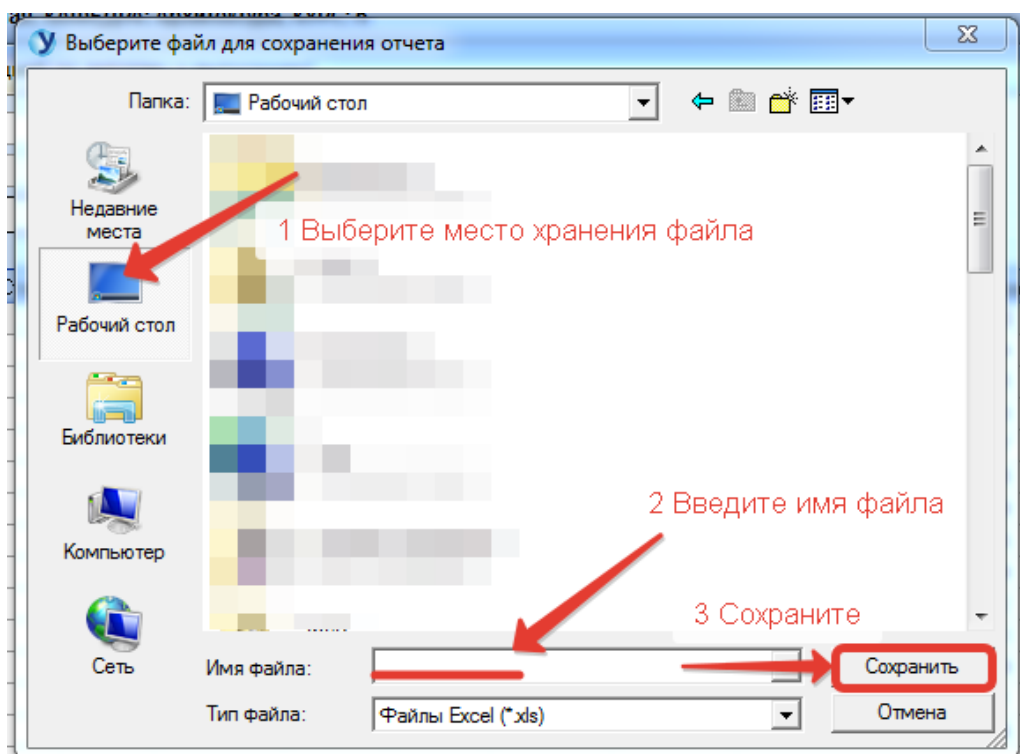 Выберите файл для сохранения отчета
Папка:
Рабочий стол
Недавние
места
1 Выберите место хранения файла
Рабочий стол
Библиотеки
2 Введите имя файла
Компьютер
3 Сохраните
Сеть
Имя файла:
Сохранить
Тип файла:
Файлы Excel (*.xls)
Отмена